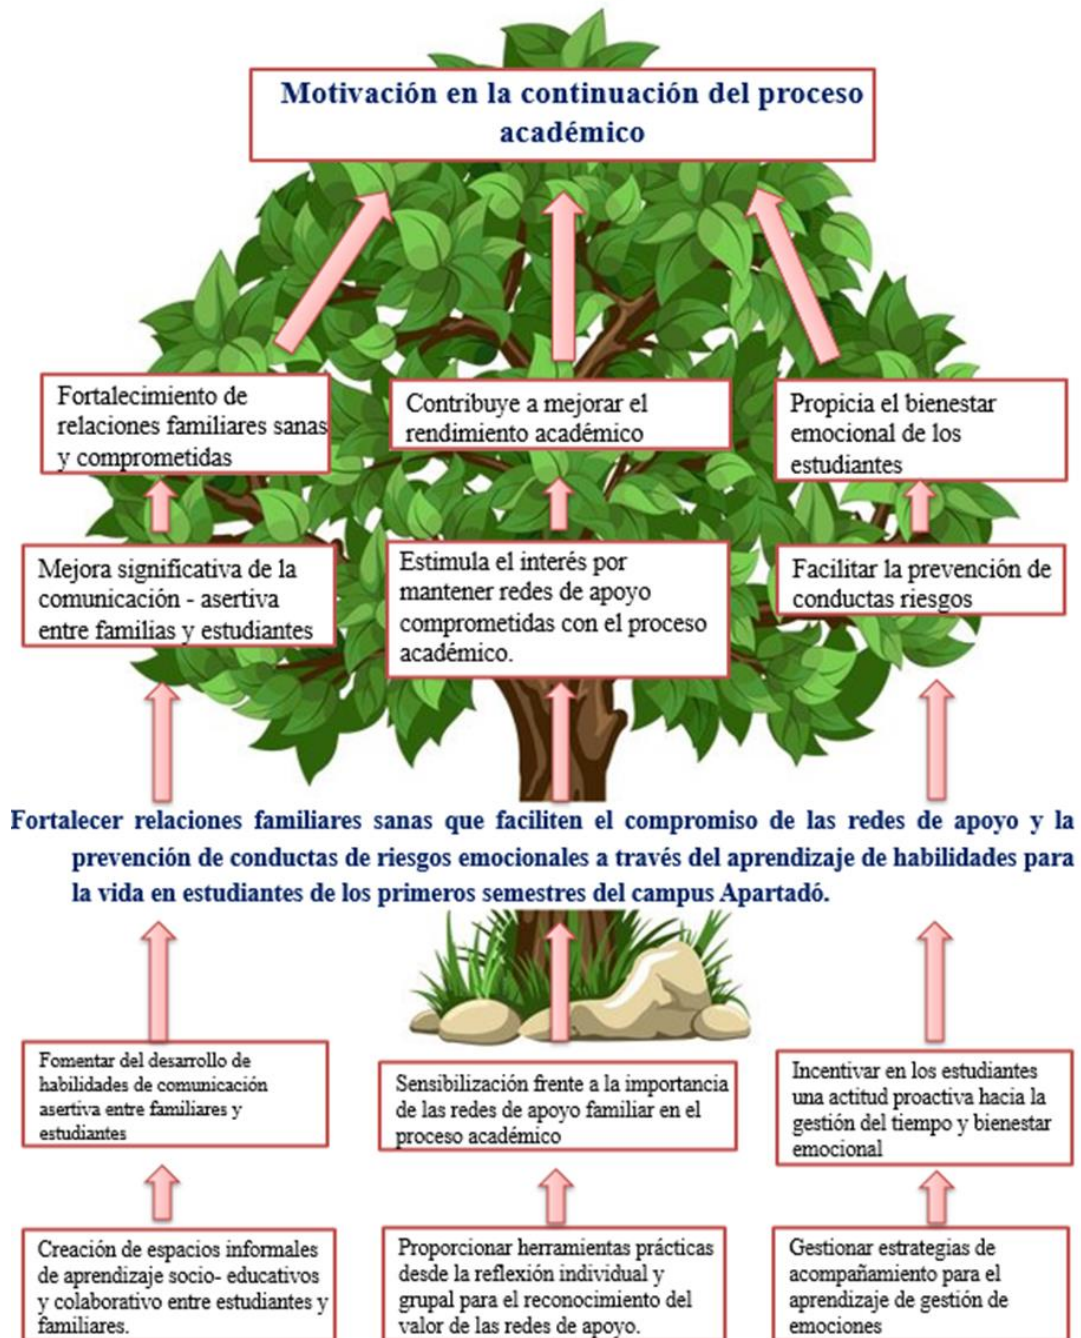 Motivación en la continuación del proceso
académico
Fortalecimiento de
relaciones familiares sanas
y comprometidas
Contribuye a mejorar el
rendimiento académico
Propicia el bienestar
emocional de los
estudiantes
Mejora significativa de la
comunicación - asertiva
entre familias y estudiantes
Estimula el interés por
mantener redes de apoyo
comprometidas con el proceso
académico.
Facilitar la prevención de
conductas riesgos
Fortalecer relaciones familiares sanas que faciliten el compromiso de las redes de apoyo y la
prevención de conductas de riesgos emocionales a través del aprendizaje de habilidades para
la vida en estudiantes de los primeros semestres del campus Apartadó.
Fomentar del desarrollo de
habilidades de comunicación
asertiva entre familiares y
estudiantes
Sensibilización frente a la importancia
de las redes de apoyo familiar en el
proceso académico
Incentivar en los estudiantes
una actitud proactiva hacia la
gestión del tiempo y bienestar
emocional
Creación de espacios informales
de aprendizaje socio- educativos
y colaborativo entre estudiantes y
familiares.
Proporcionar herramientas prácticas
desde la reflexión individual y
grupal para el reconocimiento del
valor de las redes de apoyo.
Gestionar estrategias de
acompañamiento para el
aprendizaje de gestión de
emociones